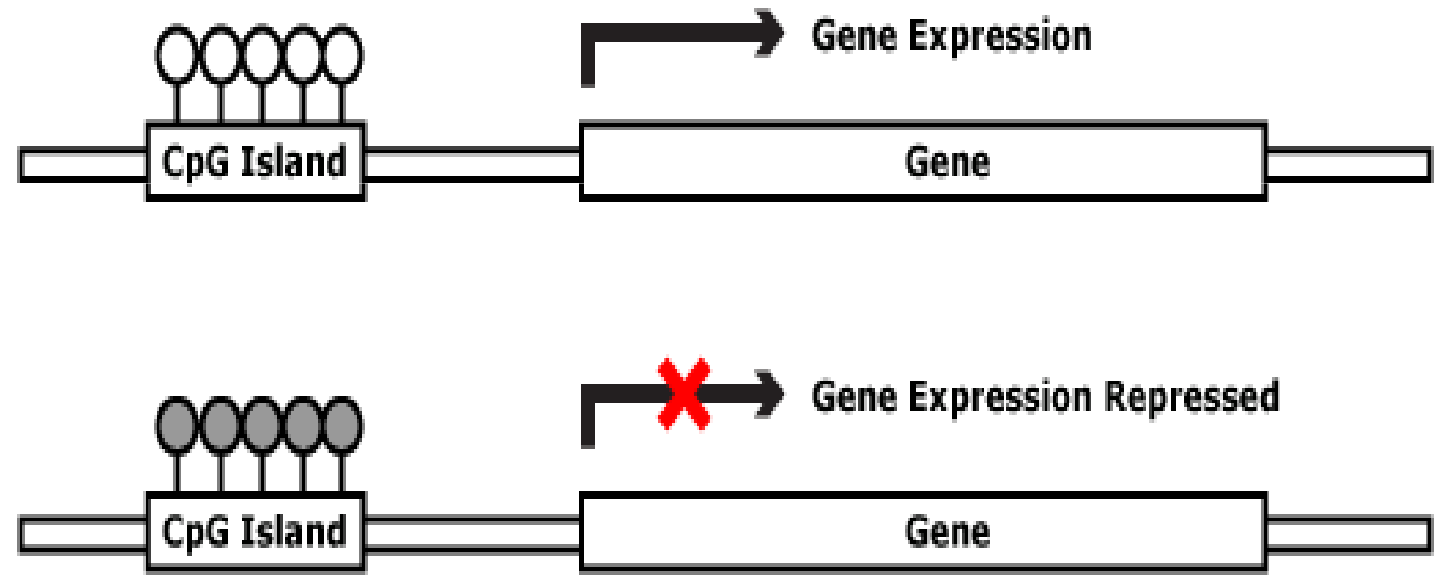 Gene Expression
CpG Island
Gene
Gene Expression Repressed
CpG Island
Gene